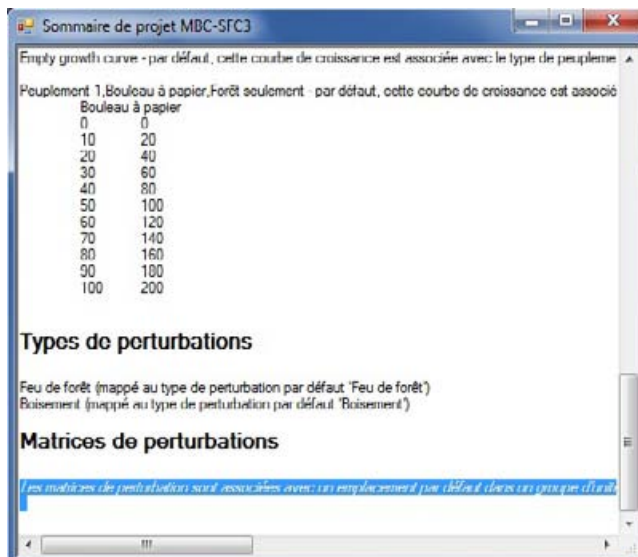 Sommaire de projet MBC-SFC3
Empty growth curve - par défaut, cette courbe de croissance est associée avec le type de peupleme
Peuplement 1,Bouleau à papier,Forêt seulement - par défaut, cette courbe de croissance est associé
Bouleau à papier
0 0
10 20
20 40
30 60
40 80
50 100
60 120
70 140
80 160
90 180
100 200
Types de perturbations
Feu de forêt (mappé au type de perturbation par défaut 'Feu de forêt')
Boisement (mappé au type de perturbation par défaut 'Boisement')
Matrices de perturbations
Les matrices de perturbation sont associées avec un emplacement par défaut dans un groupe d'unité